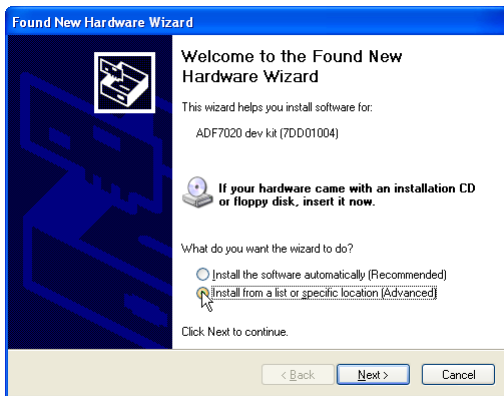 Found New Hardware Wizard
Welcome to the Found New
Hardware Wizard
This wizard helps you install software for:
ADF7020 dev kit (7DD01004)
If your hardware came with an installation CD
or floppy disk, insert it now.
What do you want the wizard to do?
Install the software automatically (Recommended)
Install from a list or specific location (Advanced)
Click Next to continue.
< Back Next > Cancel